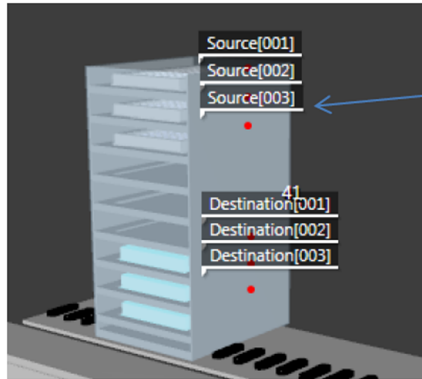 Source[001]
Source[002]
Source[003]
41
Destination[001]
Destination[002]
Destination[003]